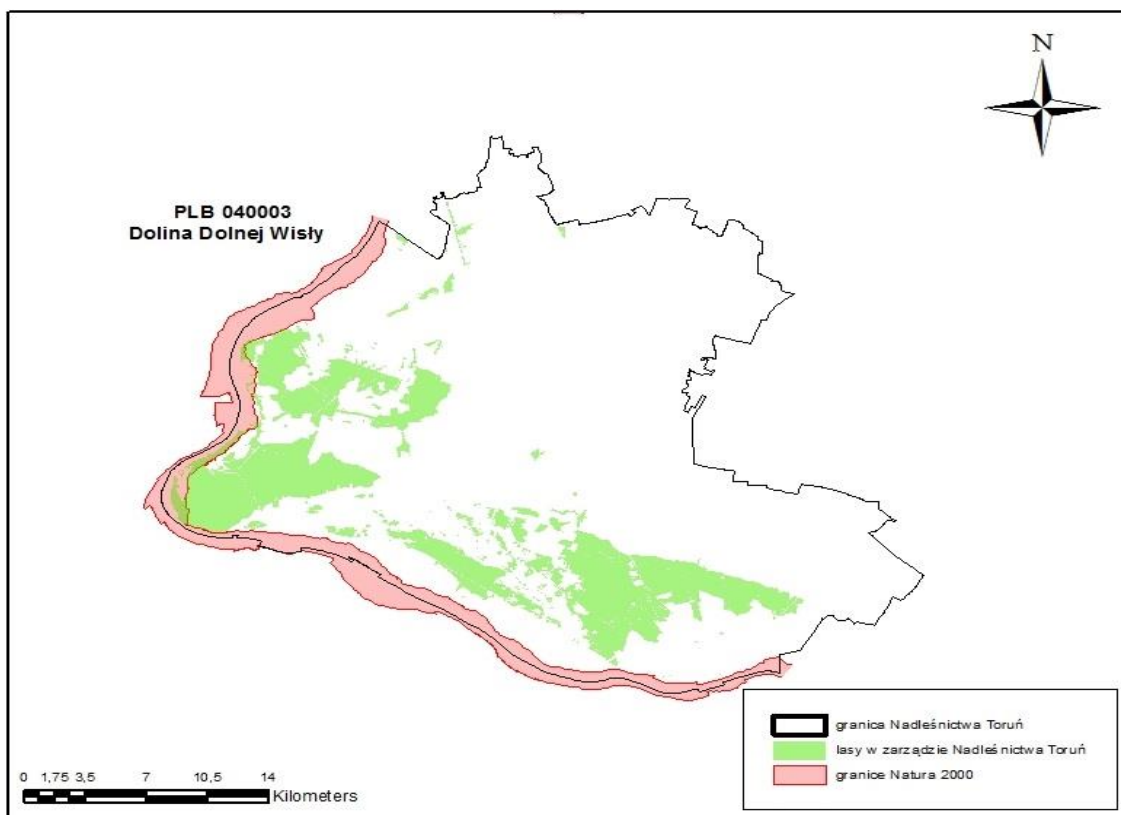 N
PLB 040003
Dolina Dolnej Wisły
granica Nadleśnictwa Toruń
lasy w zarządzie Nadleśnictwa Toruń
granice Natura 2000
0 1,75 3,5 7 10,5 14
Kilometers